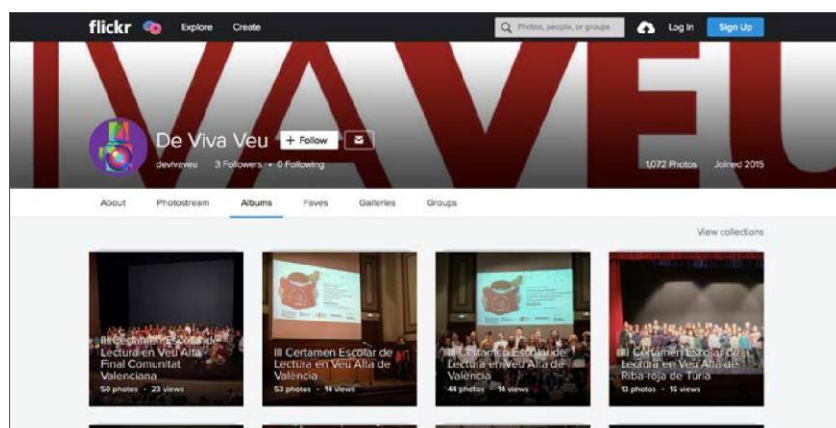 flickr
Explore
Create
Photos, people, or groups
Log In
Sign Up
IVAVEU
De Viva Veu
+ Follow
devivaveu
3 Followers • 0 Following
1,072 Photos
Joined 2015
About
Photostream
Albums
Faves
Galleries
Groups
View collections
III Certamen Escolar de
Lectura en Veu Alta
Final Comunitat
Valenciana
50 photos · 23 views
III Certamen Escolar de
Lectura en Veu Alta de
València
53 photos · 14 views
III Certamen Escolar de
Lectura en Veu Alta de
València
44 photos · 14 views
III Certamen Escolar de
Lectura en Veu Alta de
Riba-roja de Túria
13 photos · 16 views